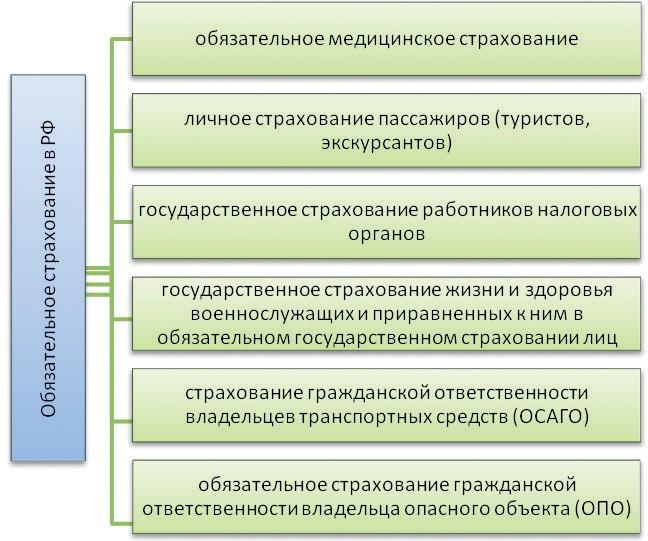 Обязательное страхование в РФ
обязательное медицинское страхование
личное страхование пассажиров (туристов,
экскурсантов)
государственное страхование работников налоговых
органов
государственное страхование жизни и здоровья
военнослужащих и приравненных к ним в
обязательном государственном страховании лиц
страхование гражданской ответственности
владельцев транспортных средств (ОСАГО)
обязательное страхование гражданской
ответственности владельца опасного объекта (ОПО)